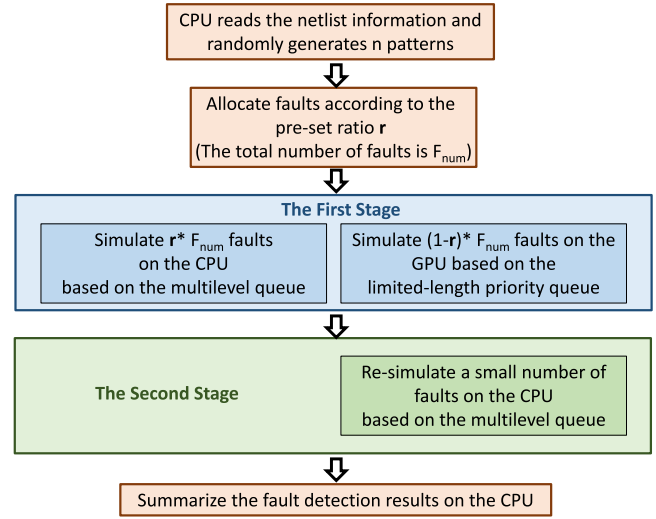 CPU reads the netlist information and
randomly generates n patterns
Allocate faults according to the
pre-set ratio r
(The total number of faults is Fnum)
The First Stage
Simulate r* Fnum faults
on the CPU
based on the multilevel queue
Simulate (1-r)* Fnum faults on the
GPU based on the
limited-length priority queue
The Second Stage
Re-simulate a small number of
faults on the CPU
based on the multilevel queue
Summarize the fault detection results on the CPU